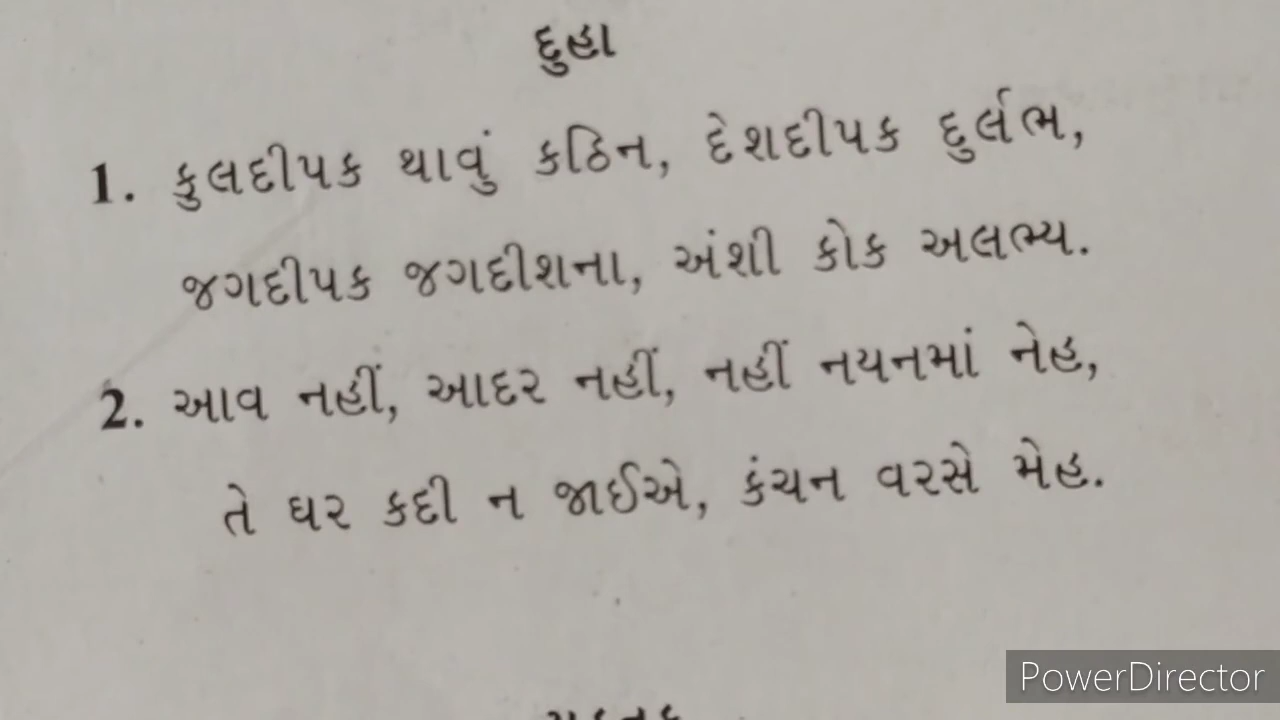 દુહા
1. કુલદીપક થાવું કઠિન, દેશદીપક દુર્લભ,
જગદીપક જગદીશના, અંશી કોક અલભ્ય.
2. આવ નહીં, આદર નહીં, નહીં નયનમાં નેહ,
તે ઘર કદી ન જાઈએ, કંચન વરસે મેહ.
PowerDirector